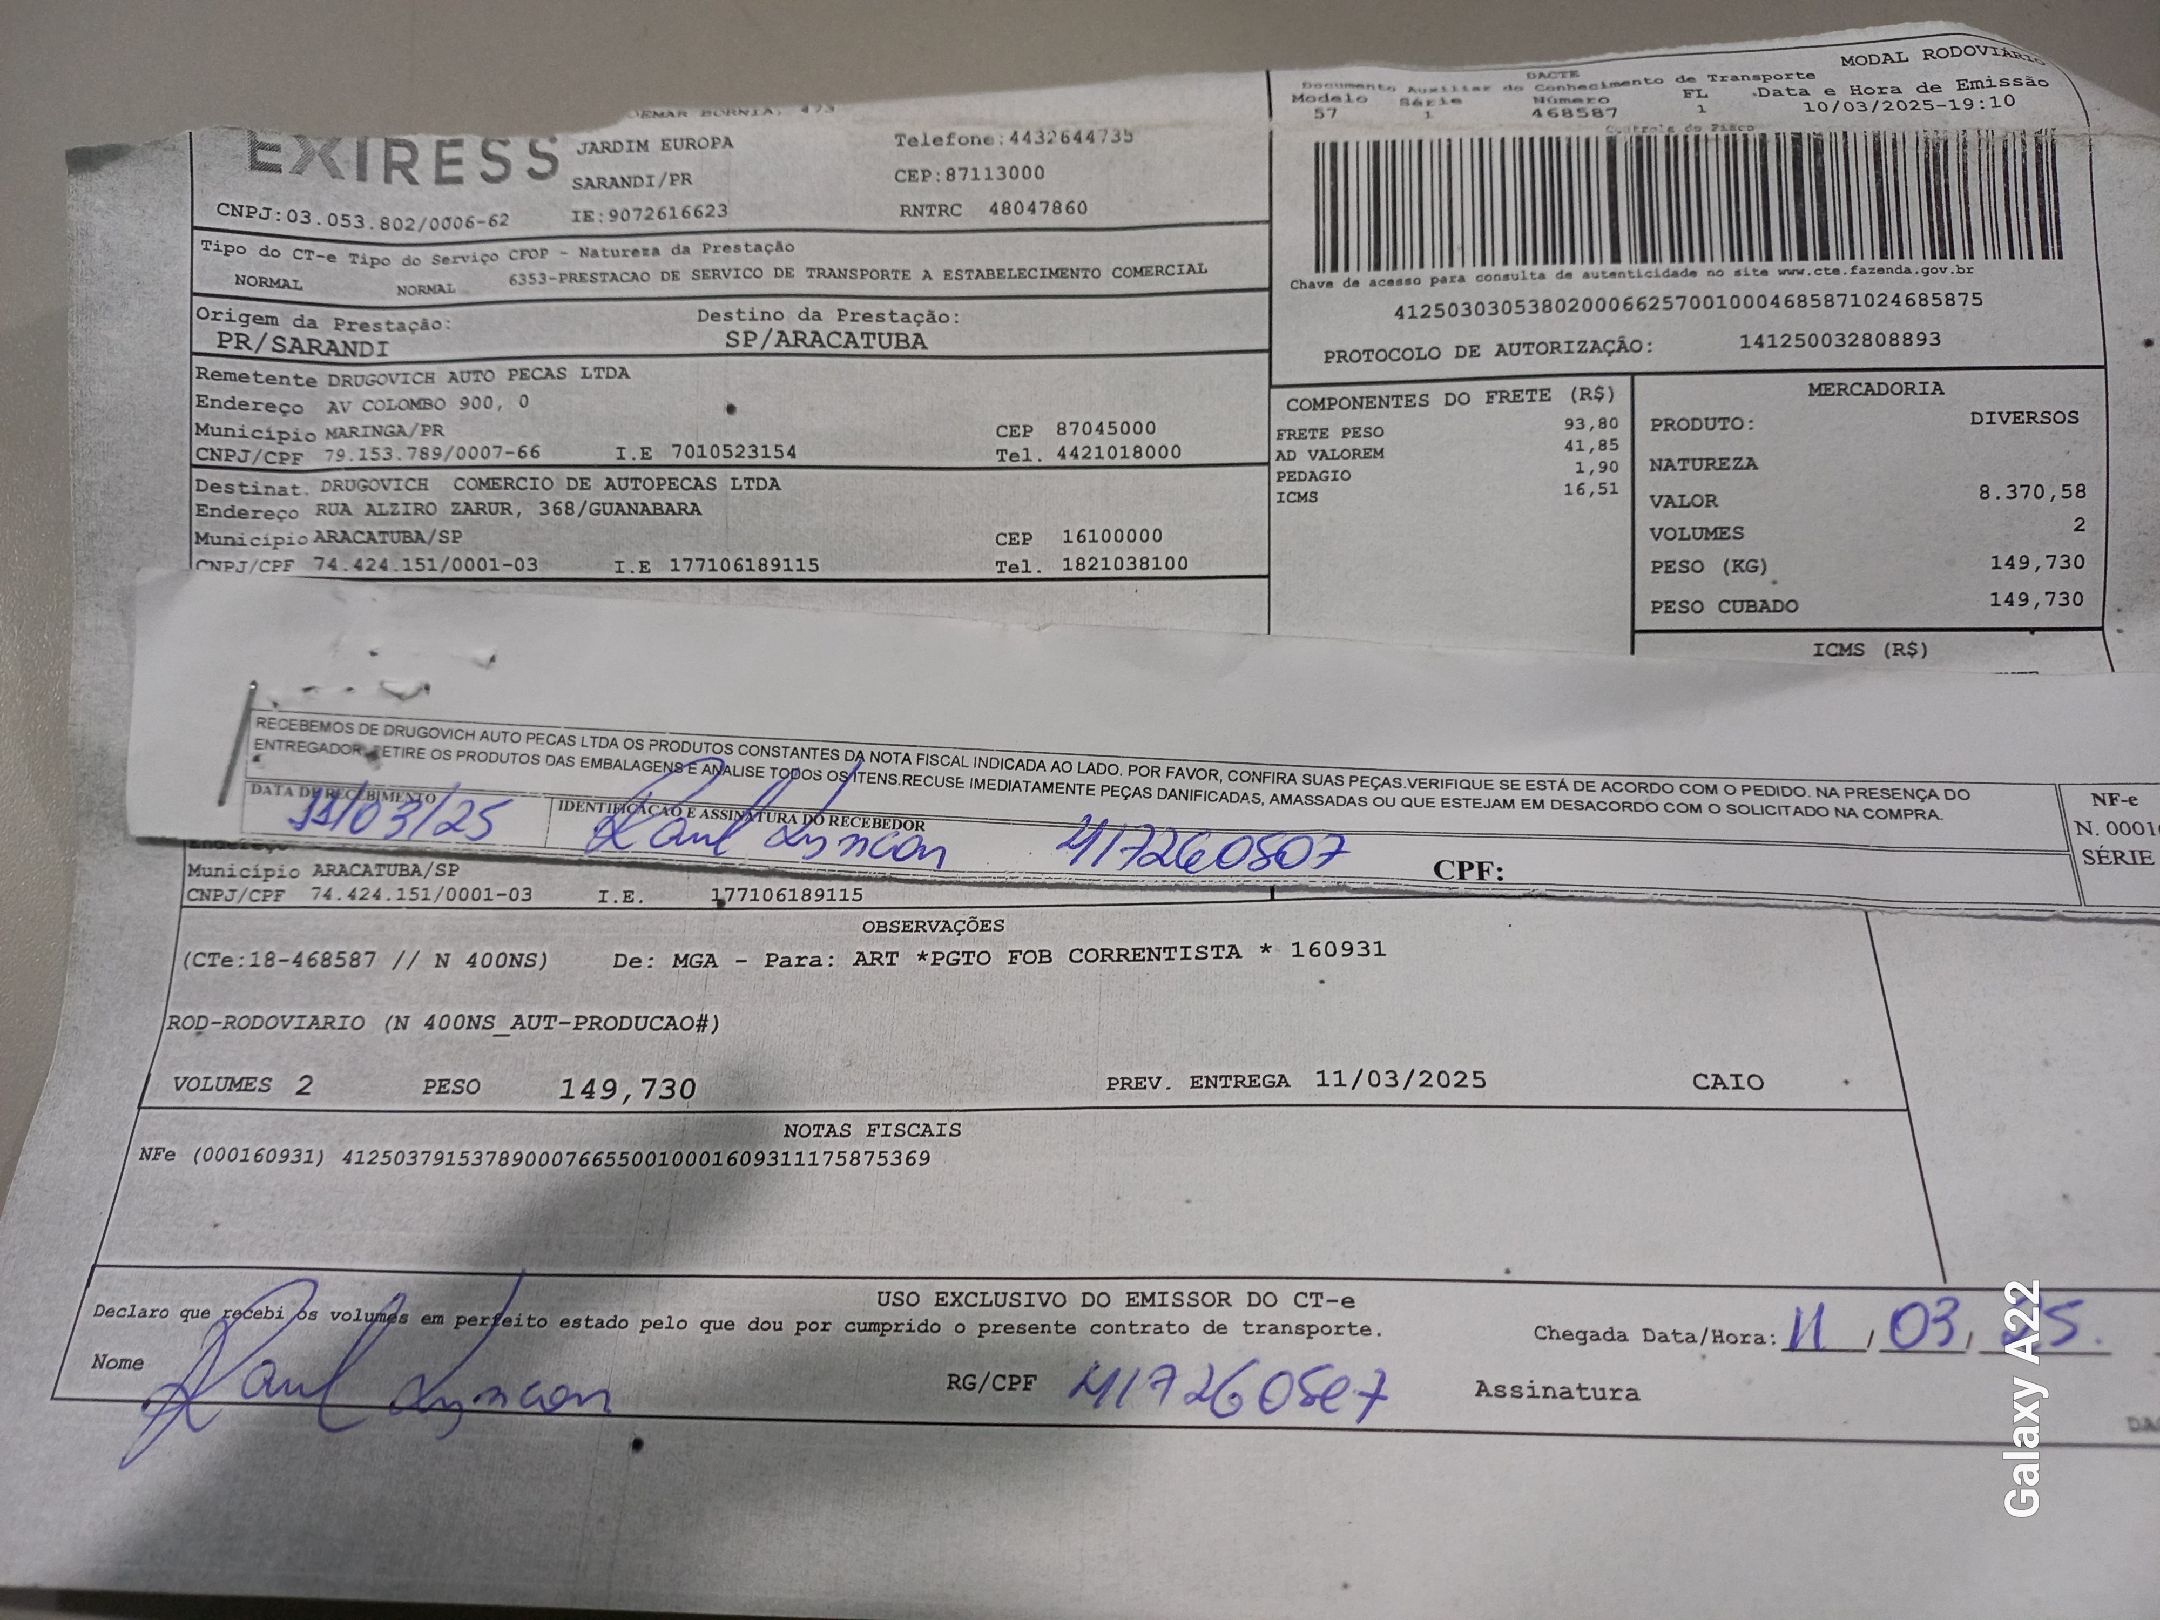 MODAL RODOVIÁRIO
DACTE
Documento Auxiliar do Conhecimento de Transporte
Modelo Série Número FL Data e Hora de Emissão
57 1 468587 1 10/03/2025-19:10
Controle do Fisco
BORNIA, 473
EXPRESS
JARDIM EUROPA Telefone:4432644735
SARANDI/PR CEP:87113000
CNPJ:03.053.802/0006-62 IE:9072616623 RNTRC 48047860
Tipo do CT-e Tipo do Serviço CFOP - Natureza da Prestação
NORMAL NORMAL 6353-PRESTACAO DE SERVICO DE TRANSPORTE A ESTABELECIMENTO COMERCIAL
Chave de acesso para consulta de autenticidade no site www.cte.fazenda.gov.br
41250303053802000662570010004685871024685875
PROTOCOLO DE AUTORIZAÇÃO: 141250032808893
Origem da Prestação: Destino da Prestação:
PR/SARANDI SP/ARACATUBA
Remetente DRUGOVICH AUTO PECAS LTDA
Endereço AV COLOMBO 900, 0
Município MARINGA/PR CEP 87045000
CNPJ/CPF 79.153.789/0007-66 I.E 7010523154 Tel. 4421018000
Destinat. DRUGOVICH COMERCIO DE AUTOPECAS LTDA
Endereço RUA ALZIRO ZARUR, 368/GUANABARA
Município ARACATUBA/SP CEP 16100000
CNPJ/CPF 74.424.151/0001-03 I.E 177106189115 Tel. 1821038100
COMPONENTES DO FRETE (R$)
FRETE PESO 93,80
AD VALOREM 41,85
PEDAGIO 1,90
ICMS 16,51
MERCADORIA
PRODUTO: DIVERSOS
NATUREZA
VALOR 8.370,58
VOLUMES 2
PESO (KG) 149,730
PESO CUBADO 149,730
ICMS (R$)
RECEBEMOS DE DRUGOVICH AUTO PECAS LTDA OS PRODUTOS CONSTANTES DA NOTA FISCAL INDICADA AO LADO. POR FAVOR, CONFIRA SUAS PEÇAS.VERIFIQUE SE ESTÁ DE ACORDO COM O PEDIDO. NA PRESENÇA DO
ENTREGADOR, RETIRE OS PRODUTOS DAS EMBALAGENS E ANALISE TODOS OS ITENS.RECUSE IMEDIATAMENTE PEÇAS DANIFICADAS, AMASSADAS OU QUE ESTEJAM EM DESACORDO COM O SOLICITADO NA COMPRA.
DATA DE RECEBIMENTO IDENTIFICAÇÃO E ASSINATURA DO RECEBEDOR
11/03/25 Raul Lyncon 417260507 CPF:
NF-e
N. 0001
SÉRIE
Endereço
Município ARACATUBA/SP
CNPJ/CPF 74.424.151/0001-03 I.E. 177106189115
OBSERVAÇÕES
(CTe:18-468587 // N 400NS) De: MGA - Para: ART *PGTO FOB CORRENTISTA * 160931
ROD-RODOVIARIO (N 400NS_AUT-PRODUCAO#)
VOLUMES 2 PESO 149,730 PREV. ENTREGA 11/03/2025 CAIO
NOTAS FISCAIS
NFe (000160931) 41250379153789000766550010001609311175875369
USO EXCLUSIVO DO EMISSOR DO CT-e
Declaro que recebi os volumes em perfeito estado pelo que dou por cumprido o presente contrato de transporte.
Chegada Data/Hora: 11 / 03 / 25.
Nome Raul Lyncon RG/CPF 417260507 Assinatura
Galaxy A22